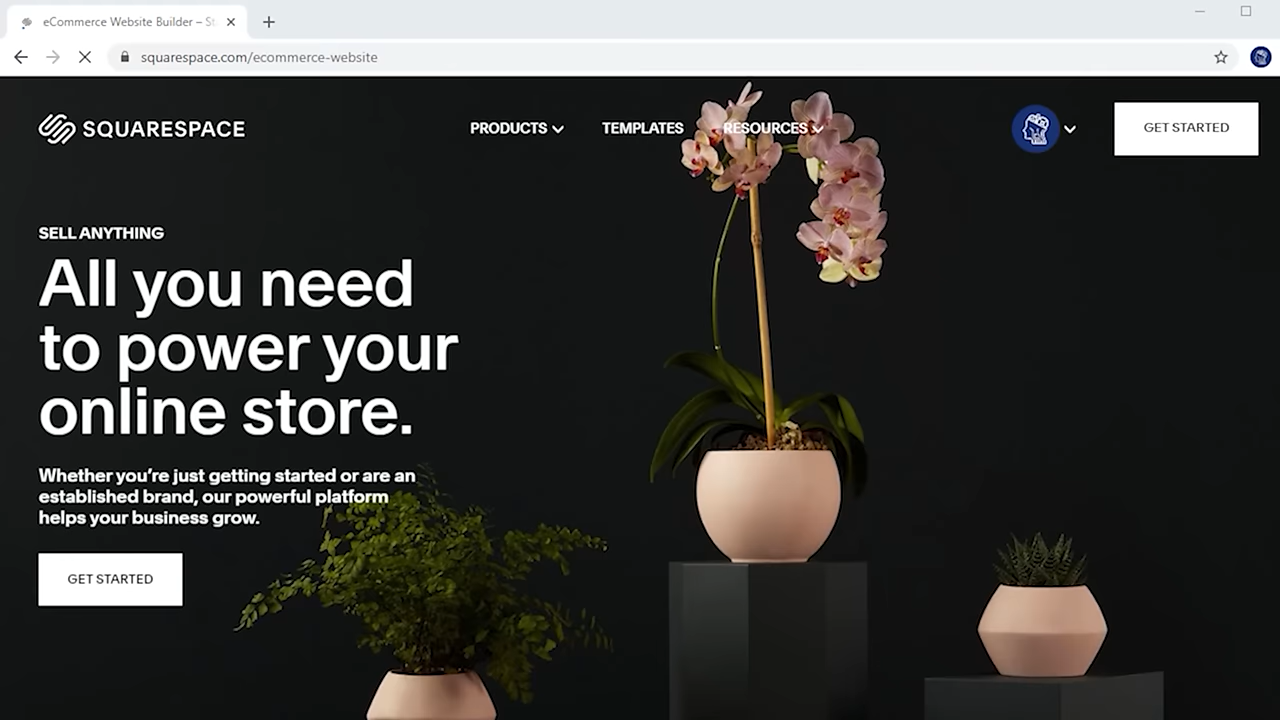 eCommerce Website Builder – St
squarespace.com/ecommerce-website
SQUARESPACE
PRODUCTS
TEMPLATES
RESOURCES
GET STARTED
SELL ANYTHING
All you need
to power your
online store.
Whether you’re just getting started or are an
established brand, our powerful platform
helps your business grow.
GET STARTED